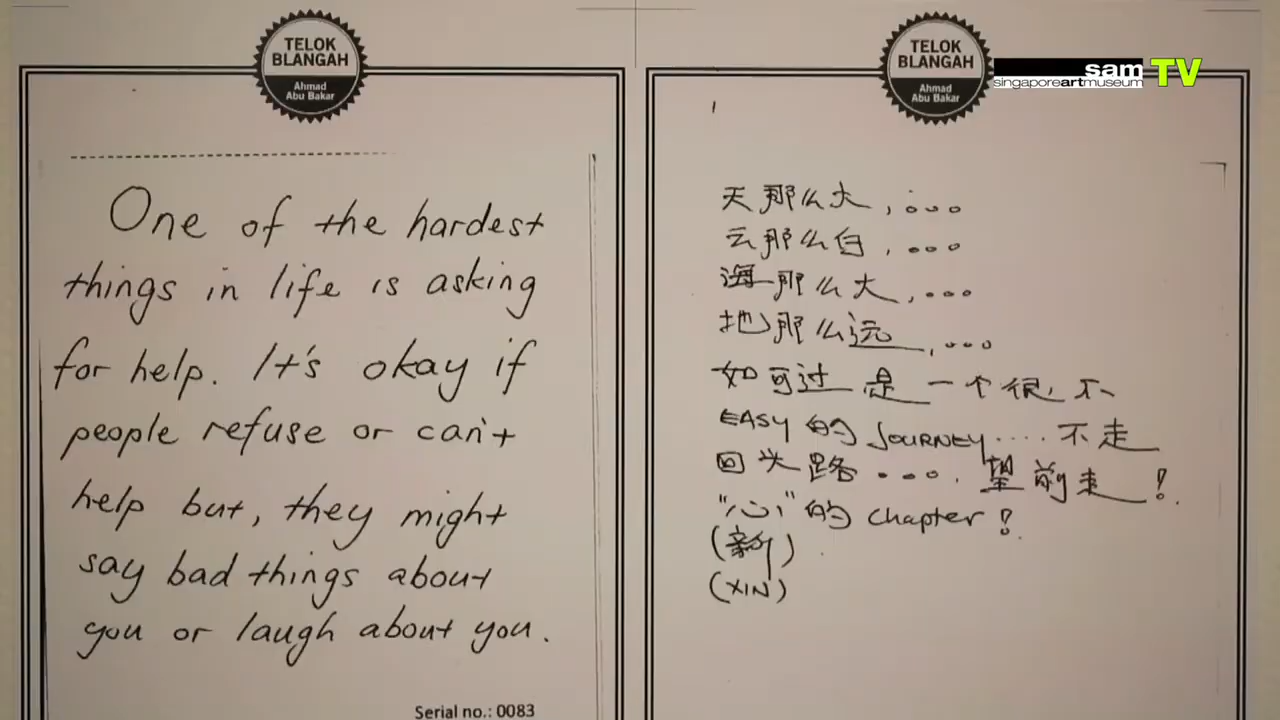 TELOK
BLANGAH
Ahmad
Abu Bakar
One of the hardest
things in life is asking
for help. It's okay if
people refuse or can't
help but, they might
say bad things about
you or laugh about you.
Serial no.: 0083
TELOK
BLANGAH
Ahmad
Abu Bakar
sam TV
singaporeartmuseum
天那么大,...
云那么白,...
海那么大,...
地那么远,...
如可过是一个很不
EASY 的 JOURNEY.... 不走
回头路.... 望前走!
"心"的 chapter!
(新)
(XIN)